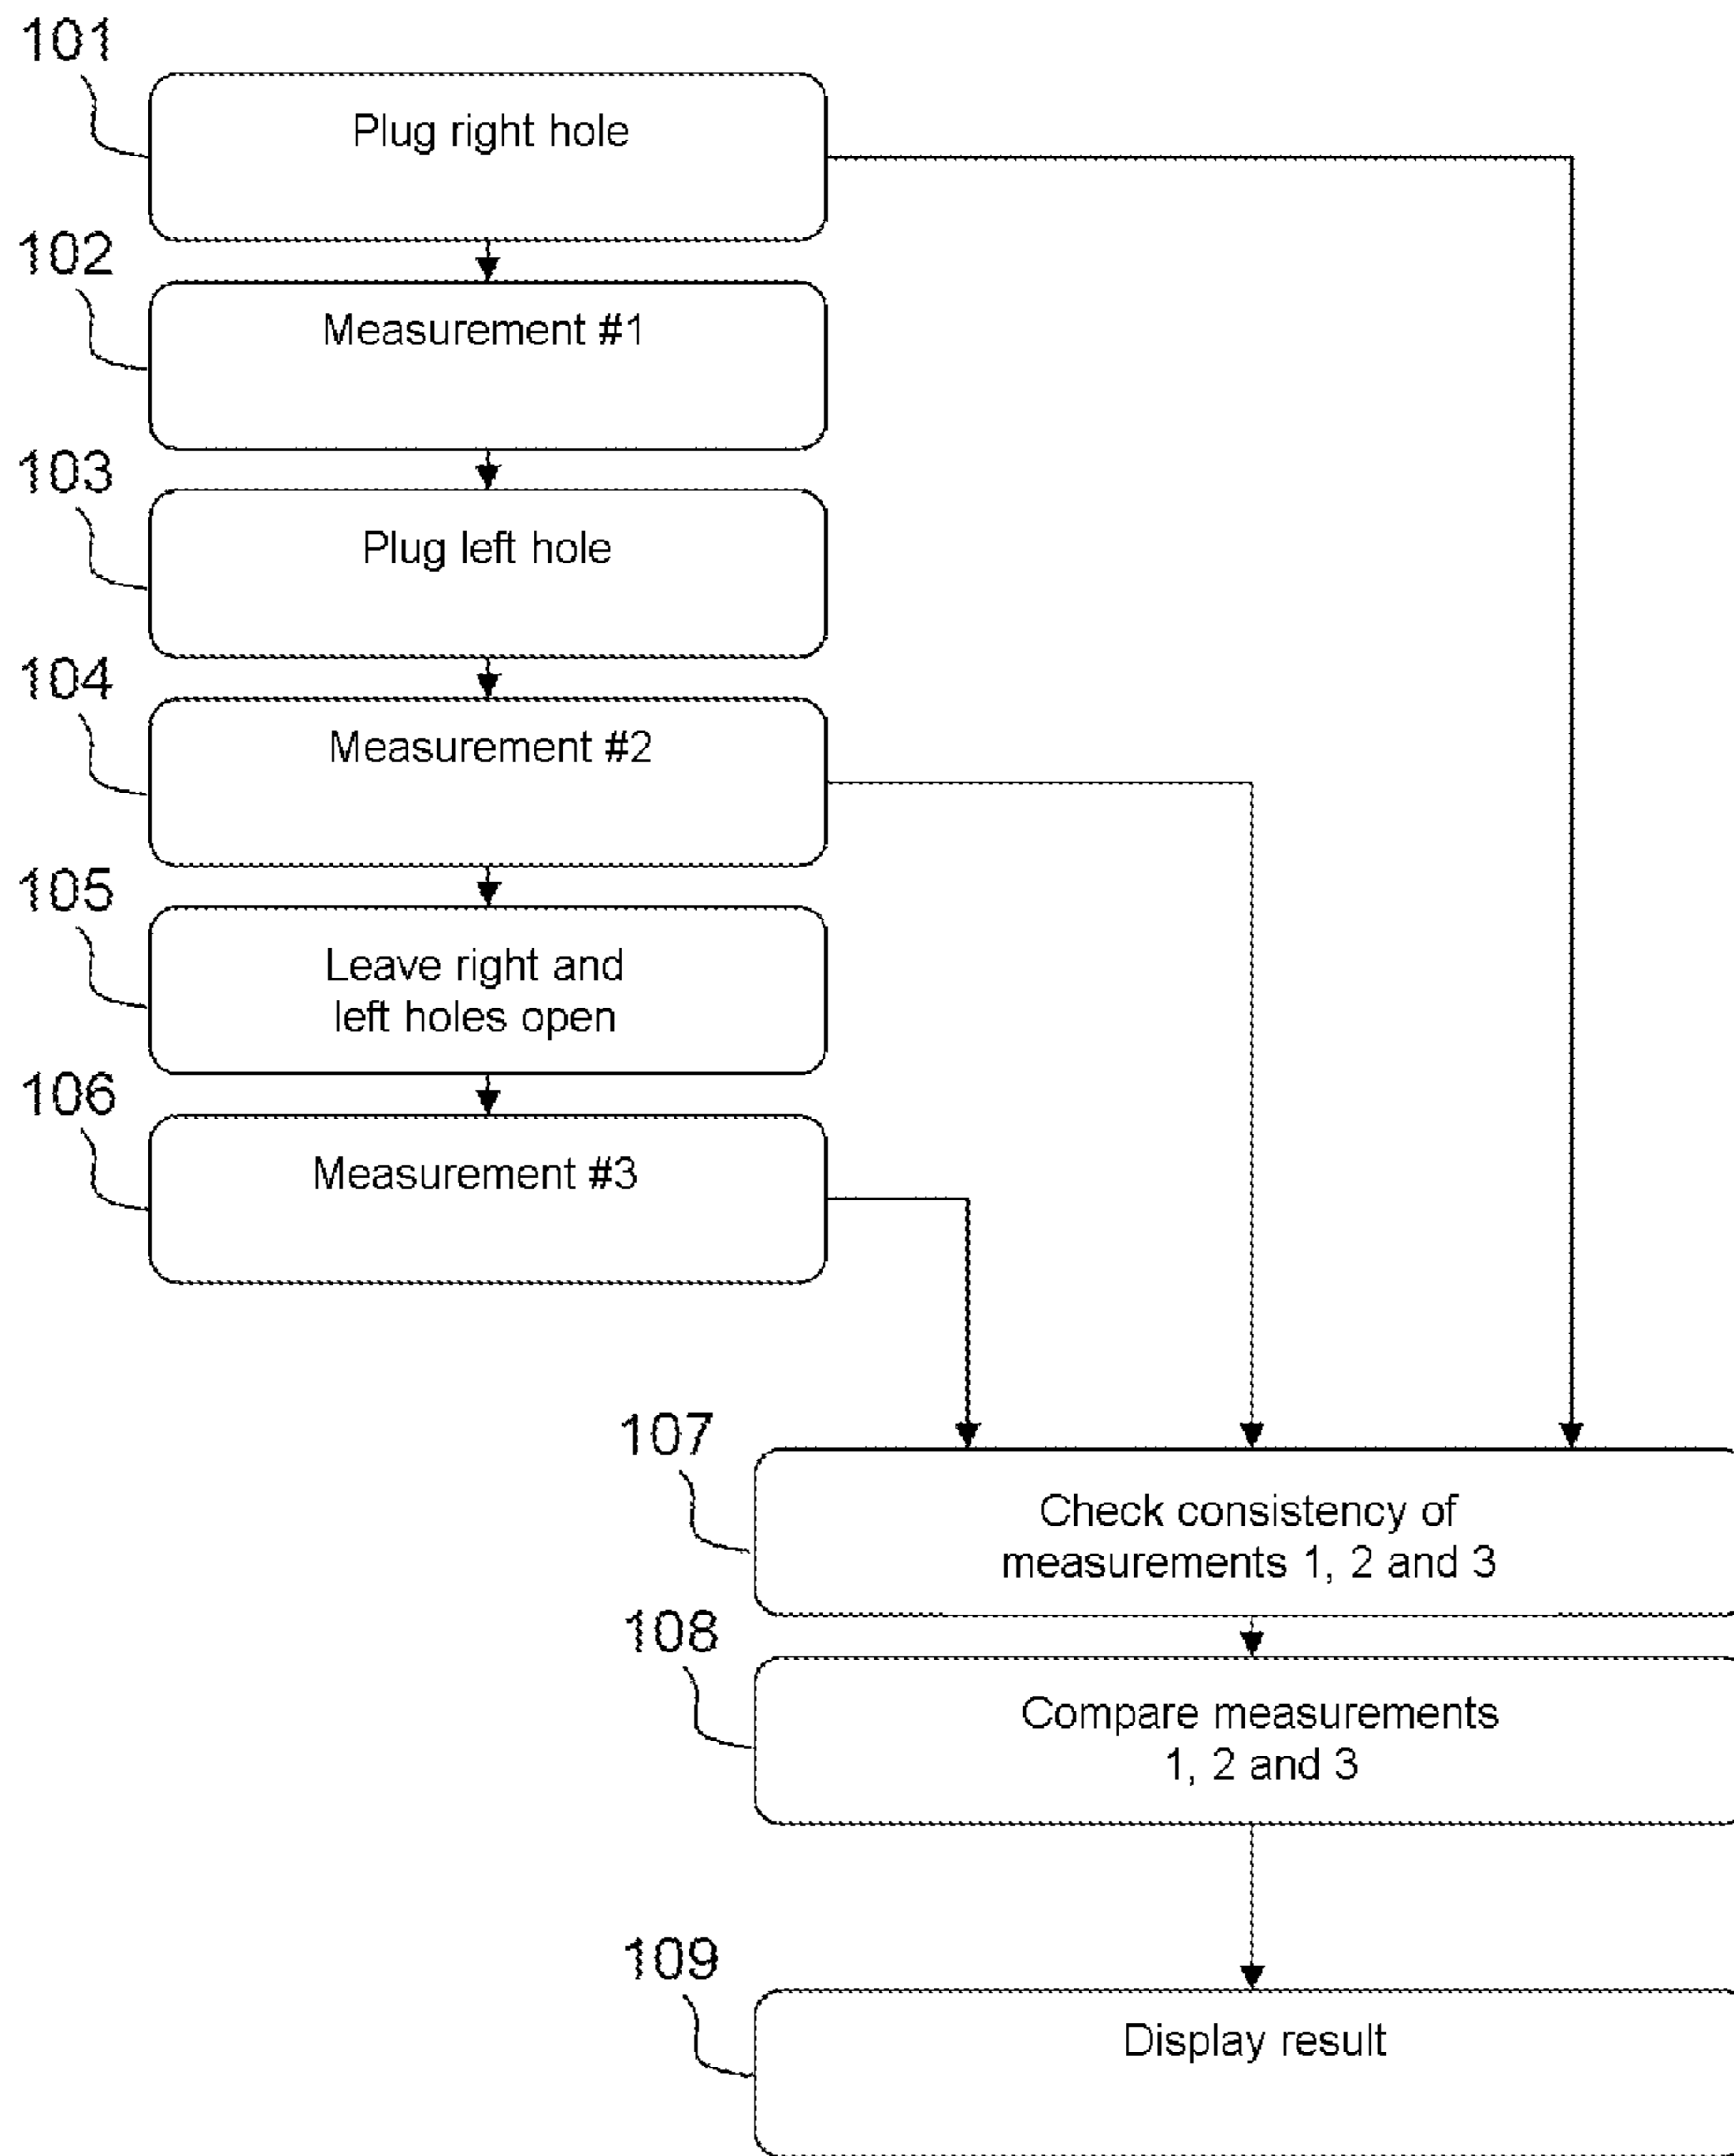 101
Plug right hole
102
Measurement #1
103
Plug left hole
104
Measurement #2
105
Leave right and
left holes open
106
Measurement #3
107
Check consistency of
measurements 1, 2 and 3
108
Compare measurements
1, 2 and 3
109
Display result